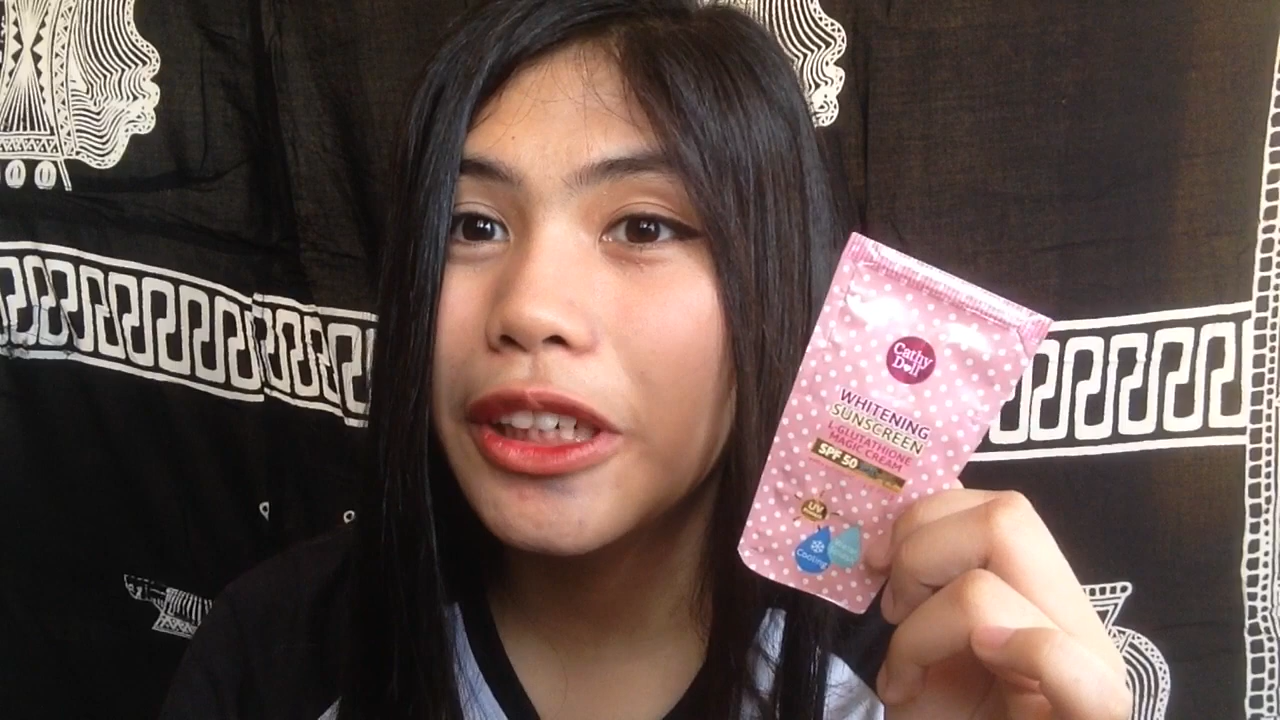 Cathy
Doll
WHITENING
SUNSCREEN
L-GLUTATHIONE
MAGIC CREAM
SPF 50
UV
Cooling